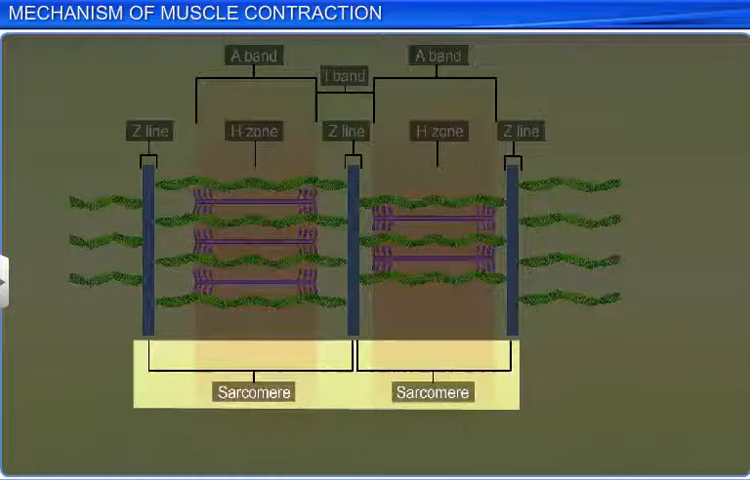 MECHANISM OF MUSCLE CONTRACTION
A band
A band
I band
Z line
H zone
Z line
H zone
Z line
Sarcomere
Sarcomere